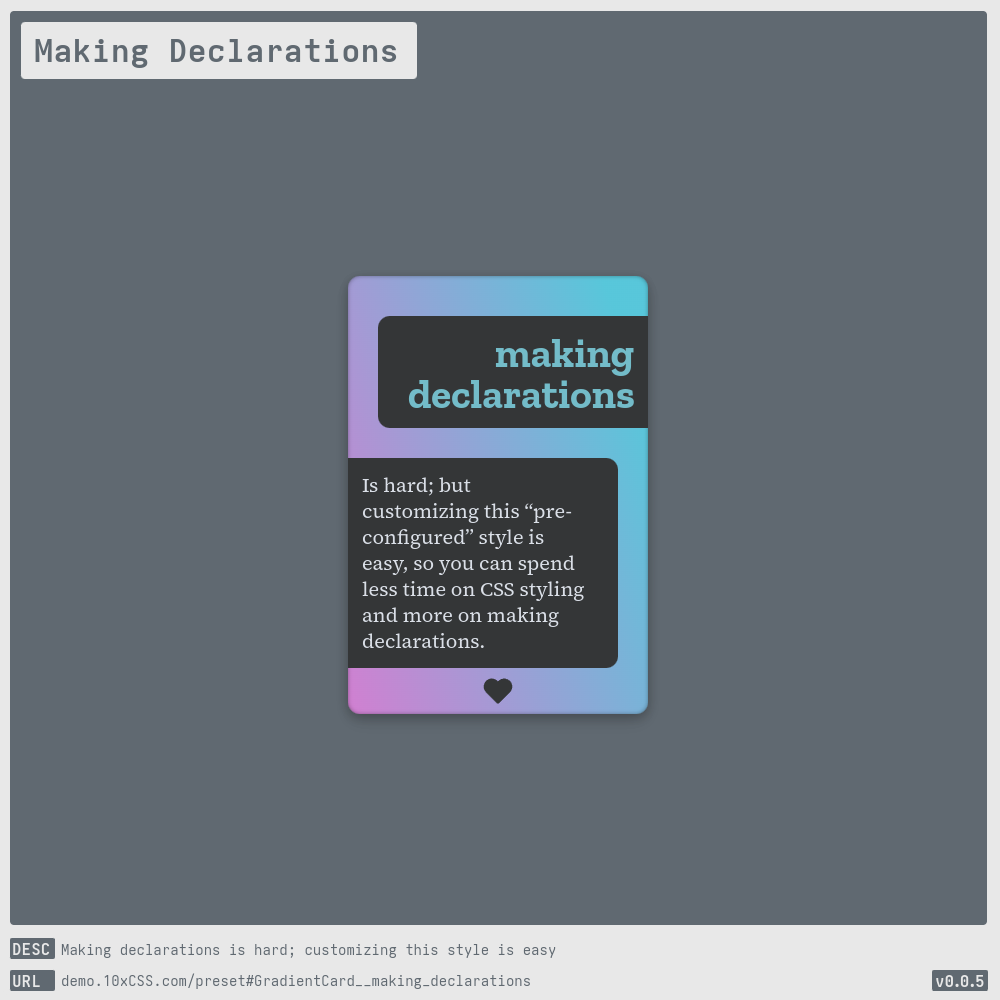 Making Declarations
making
declarations
Is hard; but
customizing this “pre-
configured” style is
easy, so you can spend
less time on CSS styling
and more on making
declarations.
DESC Making declarations is hard; customizing this style is easy
URL demo.10xCSS.com/preset#GradientCard__making_declarations
v0.0.5